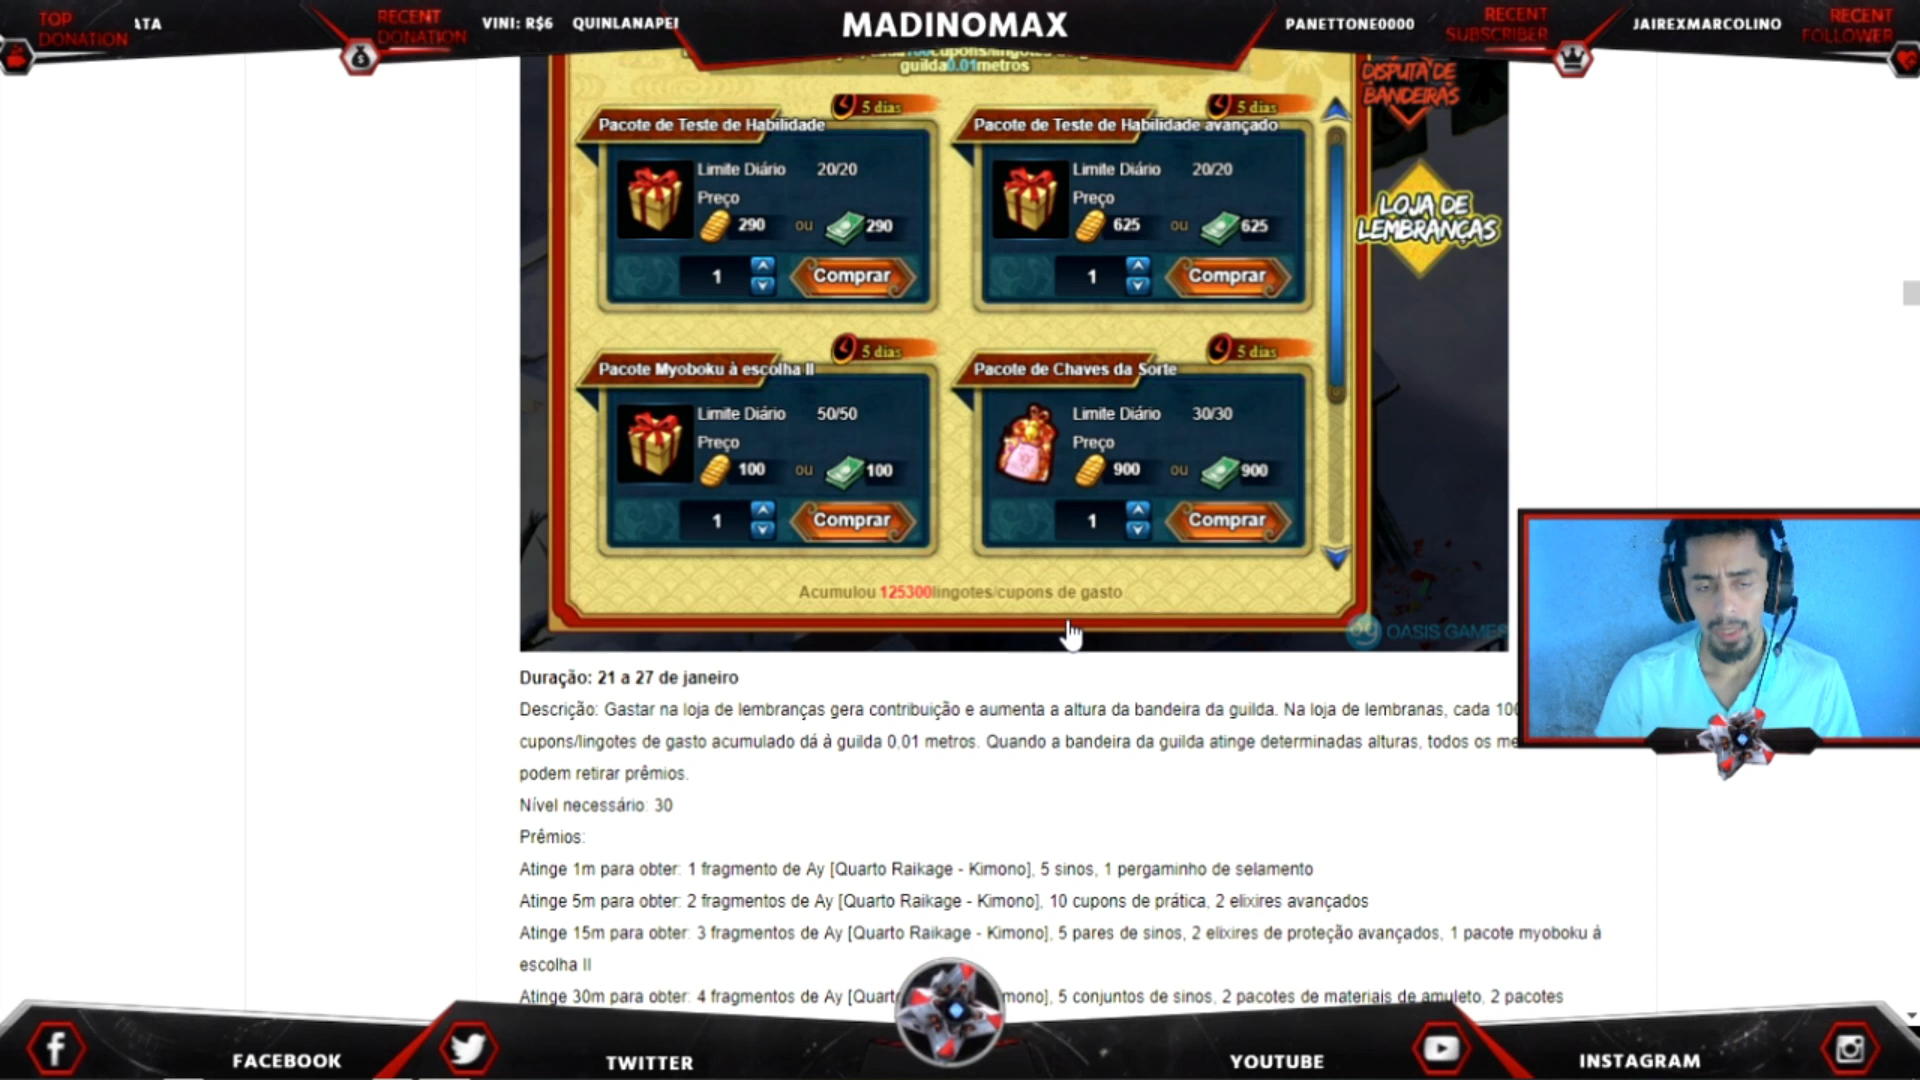 TOP
DONATION
ATA
RECENT
DONATION
VINI: R$6 QUINLANAPEI
MADINOMAX
PANETTONE0000
RECENT
SUBSCRIBER
JAIREXMARCOLINO
RECENT
FOLLOWER
guilda0.01metros
DISPUTA DE
BANDEIRAS
5 dias
Pacote de Teste de Habilidade
Limite Diário 20/20
Preço
290 ou 290
1 Comprar
5 dias
Pacote de Teste de Habilidade avançado
Limite Diário 20/20
Preço
625 ou 625
1 Comprar
LOJA DE
LEMBRANÇAS
5 dias
Pacote Myoboku à escolha II
Limite Diário 50/50
Preço
100 ou 100
1 Comprar
5 dias
Pacote de Chaves da Sorte
Limite Diário 30/30
Preço
900 ou 900
1 Comprar
Acumulou 125300lingotes/cupons de gasto
og OASIS GAMES
Duração: 21 a 27 de janeiro
Descrição: Gastar na loja de lembranças gera contribuição e aumenta a altura da bandeira da guilda. Na loja de lembranas, cada 100
cupons/lingotes de gasto acumulado dá à guilda 0,01 metros. Quando a bandeira da guilda atinge determinadas alturas, todos os me
podem retirar prêmios.
Nível necessário: 30
Prêmios:
Atinge 1m para obter: 1 fragmento de Ay [Quarto Raikage - Kimono], 5 sinos, 1 pergaminho de selamento
Atinge 5m para obter: 2 fragmentos de Ay [Quarto Raikage - Kimono], 10 cupons de prática, 2 elixires avançados
Atinge 15m para obter: 3 fragmentos de Ay [Quarto Raikage - Kimono], 5 pares de sinos, 2 elixires de proteção avançados, 1 pacote myoboku à
escolha II
Atinge 30m para obter: 4 fragmentos de Ay [Quart mono], 5 conjuntos de sinos, 2 pacotes de materiais de amuleto, 2 pacotes
FACEBOOK
TWITTER
YOUTUBE
INSTAGRAM